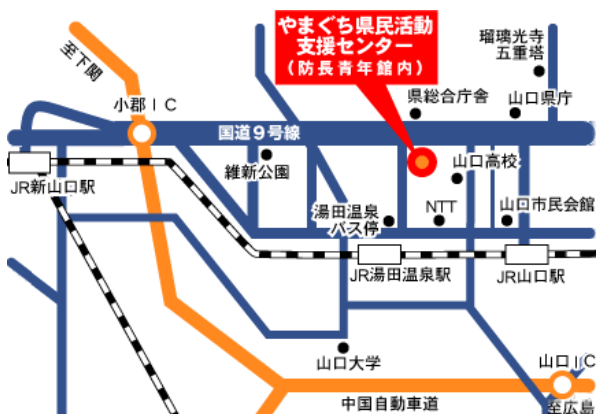 やまぐち県民活動
支援センター
（防長青年館内）
瑠璃光寺
五重塔
至下関
小郡IC
県総合庁舎
山口県庁
国道9号線
維新公園
山口高校
JR新山口駅
湯田温泉
バス停
NTT
山口市民会館
JR湯田温泉駅
JR山口駅
山口大学
山口IC
中国自動車道
至広島